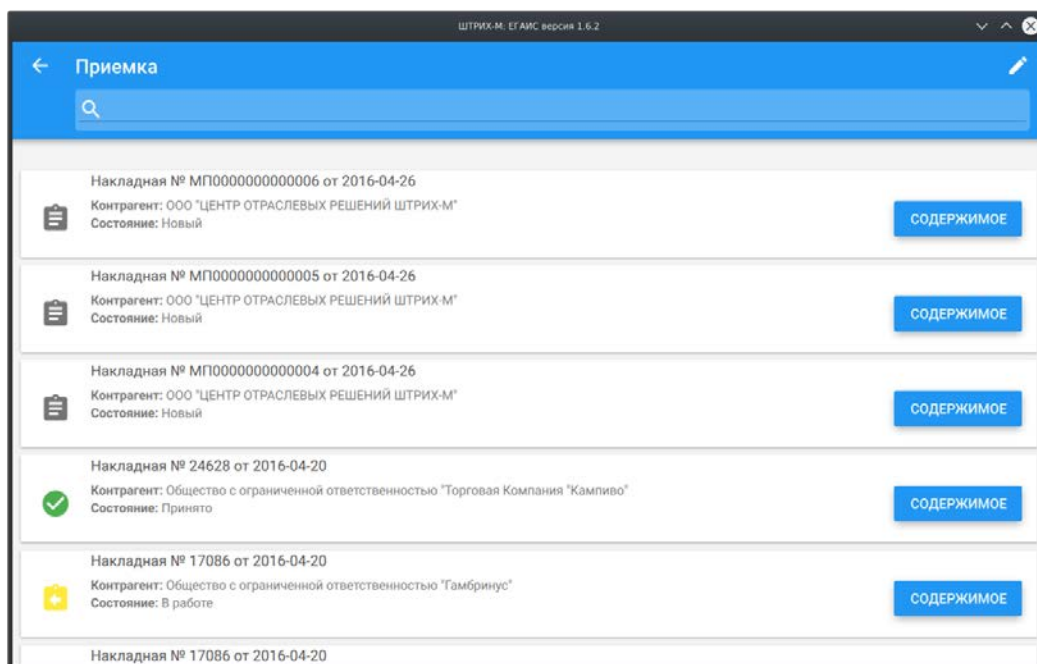 ШТРИХ-М: ЕГАИС версия 1.6.2
Приемка
Накладная № МП0000000000006 от 2016-04-26
Контрагент: ООО "ЦЕНТР ОТРАСЛЕВЫХ РЕШЕНИЙ ШТРИХ-М"
Состояние: Новый
СОДЕРЖИМОЕ
Накладная № МП0000000000005 от 2016-04-26
Контрагент: ООО "ЦЕНТР ОТРАСЛЕВЫХ РЕШЕНИЙ ШТРИХ-М"
Состояние: Новый
СОДЕРЖИМОЕ
Накладная № МП0000000000004 от 2016-04-26
Контрагент: ООО "ЦЕНТР ОТРАСЛЕВЫХ РЕШЕНИЙ ШТРИХ-М"
Состояние: Новый
СОДЕРЖИМОЕ
Накладная № 24628 от 2016-04-20
Контрагент: Общество с ограниченной ответственностью "Торговая Компания "Кампиво"
Состояние: Принято
СОДЕРЖИМОЕ
Накладная № 17086 от 2016-04-20
Контрагент: Общество с ограниченной ответственностью "Гамбринус"
Состояние: В работе
СОДЕРЖИМОЕ
Накладная № 17086 от 2016-04-20